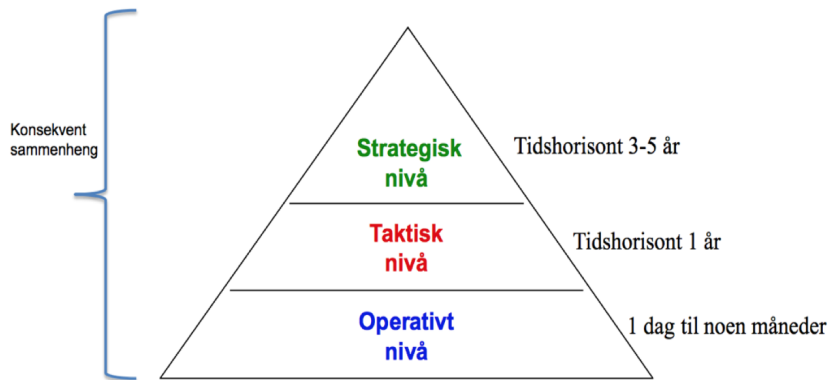 Konsekvent
sammenheng
Strategisk
nivå
Tidshorisont 3-5 år
Taktisk
nivå
Tidshorisont 1 år
Operativt
nivå
1 dag til noen måneder